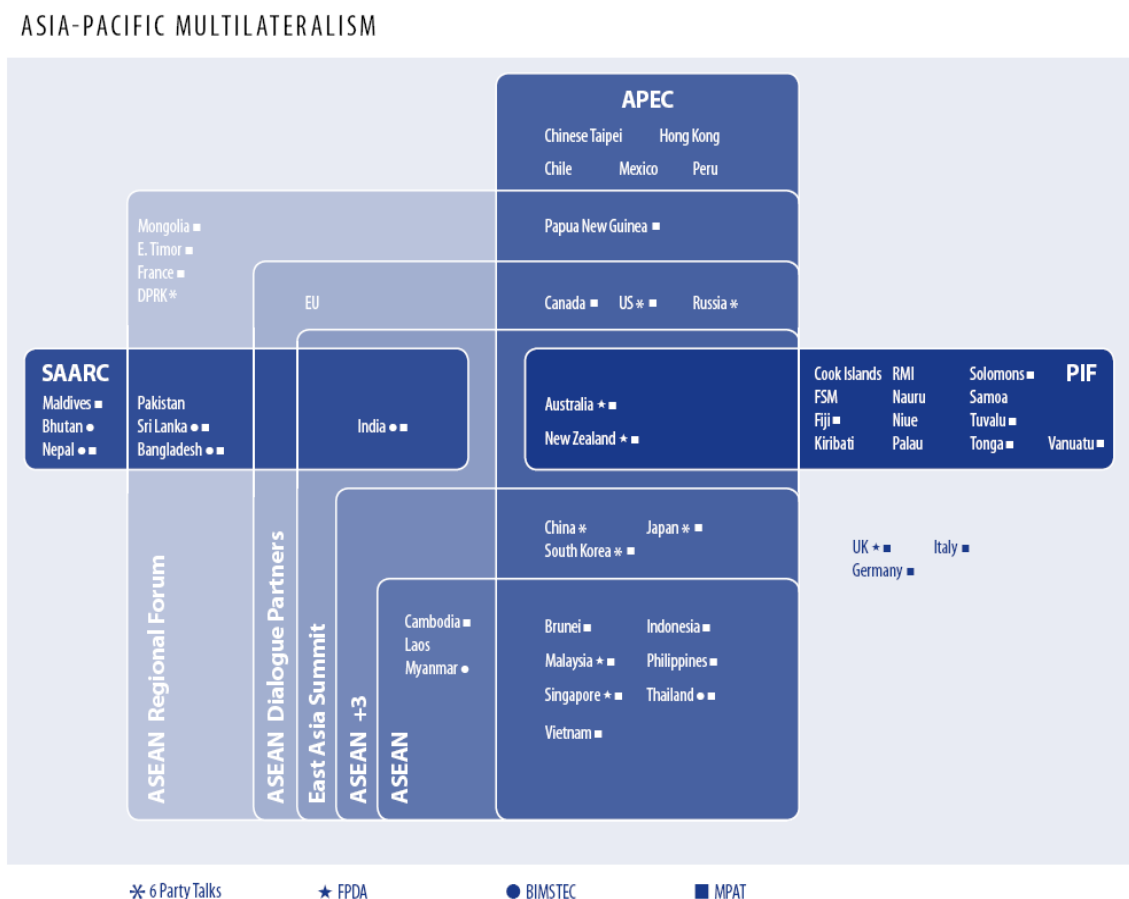 ASIA-PACIFIC MULTILATERALISM
APEC
Chinese Taipei Hong Kong
Chile Mexico Peru
Mongolia ■
E. Timor ■
France ■
DPRK *
Papua New Guinea ■
EU
Canada ■ US * ■ Russia *
SAARC
Maldives ■
Bhutan ●
Nepal ● ■
Pakistan
Sri Lanka ● ■
Bangladesh ● ■
India ● ■
Australia ★ ■
New Zealand ★ ■
PIF
Cook Islands RMI Solomons ■
FSM Nauru Samoa
Fiji ■ Niue Tuvalu ■
Kiribati Palau Tonga ■ Vanuatu ■
China * Japan * ■
South Korea * ■
UK ★ ■ Italy ■
Germany ■
Cambodia ■
Laos
Myanmar ●
Brunei ■ Indonesia ■
Malaysia ★ ■ Philippines ■
Singapore ★ ■ Thailand ● ■
Vietnam ■
ASEAN Regional Forum
ASEAN Dialogue Partners
East Asia Summit
ASEAN +3
ASEAN
* 6 Party Talks ★ FPDA ● BIMSTEC ■ MPAT